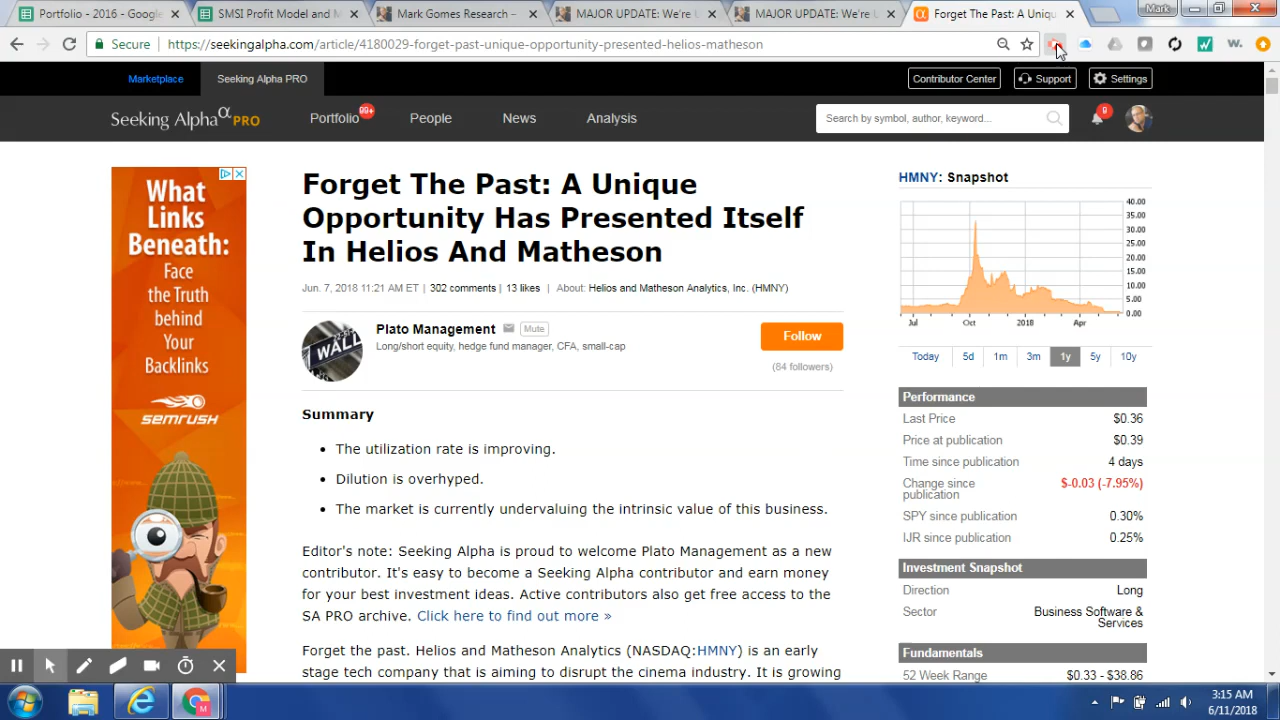 Portfolio - 2016 - Google
SMSI Profit Model and M
Mark Gomes Research –
MAJOR UPDATE: We're U
MAJOR UPDATE: We're U
Forget The Past: A Uniqu
Mark
Secure
https://seekingalpha.com/article/4180029-forget-past-unique-opportunity-presented-helios-matheson
Marketplace
Seeking Alpha PRO
Contributor Center
Support
Settings
Seeking Alpha α PRO
Portfolio
99+
People
News
Analysis
Search by symbol, author, keyword...
9
What
Links
Beneath:
Face
the Truth
behind
Your
Backlinks
SEMRUSH
Forget The Past: A Unique
Opportunity Has Presented Itself
In Helios And Matheson
Jun. 7, 2018 11:21 AM ET | 302 comments | 13 likes | About: Helios and Matheson Analytics, Inc. (HMNY)
WALL
Plato Management
Mute
Long/short equity, hedge fund manager, CFA, small-cap
Follow
(84 followers)
Summary
• The utilization rate is improving.
• Dilution is overhyped.
• The market is currently undervaluing the intrinsic value of this business.
Editor's note: Seeking Alpha is proud to welcome Plato Management as a new
contributor. It's easy to become a Seeking Alpha contributor and earn money
for your best investment ideas. Active contributors also get free access to the
SA PRO archive. Click here to find out more »
Forget the past. Helios and Matheson Analytics (NASDAQ:HMNY) is an early
stage tech company that is aiming to disrupt the cinema industry. It is growing
HMNY: Snapshot
40.00
35.00
30.00
25.00
20.00
15.00
10.00
5.00
0.00
Jul Oct 2018 Apr
Today 5d 1m 3m 1y 5y 10y
Performance
Last Price $0.36
Price at publication $0.39
Time since publication 4 days
Change since
publication $-0.03 (-7.95%)
SPY since publication 0.30%
IJR since publication 0.25%
Investment Snapshot
Direction Long
Sector Business Software &
Services
Fundamentals
52 Week Range $0.33 - $38.86
M
3:15 AM
6/11/2018